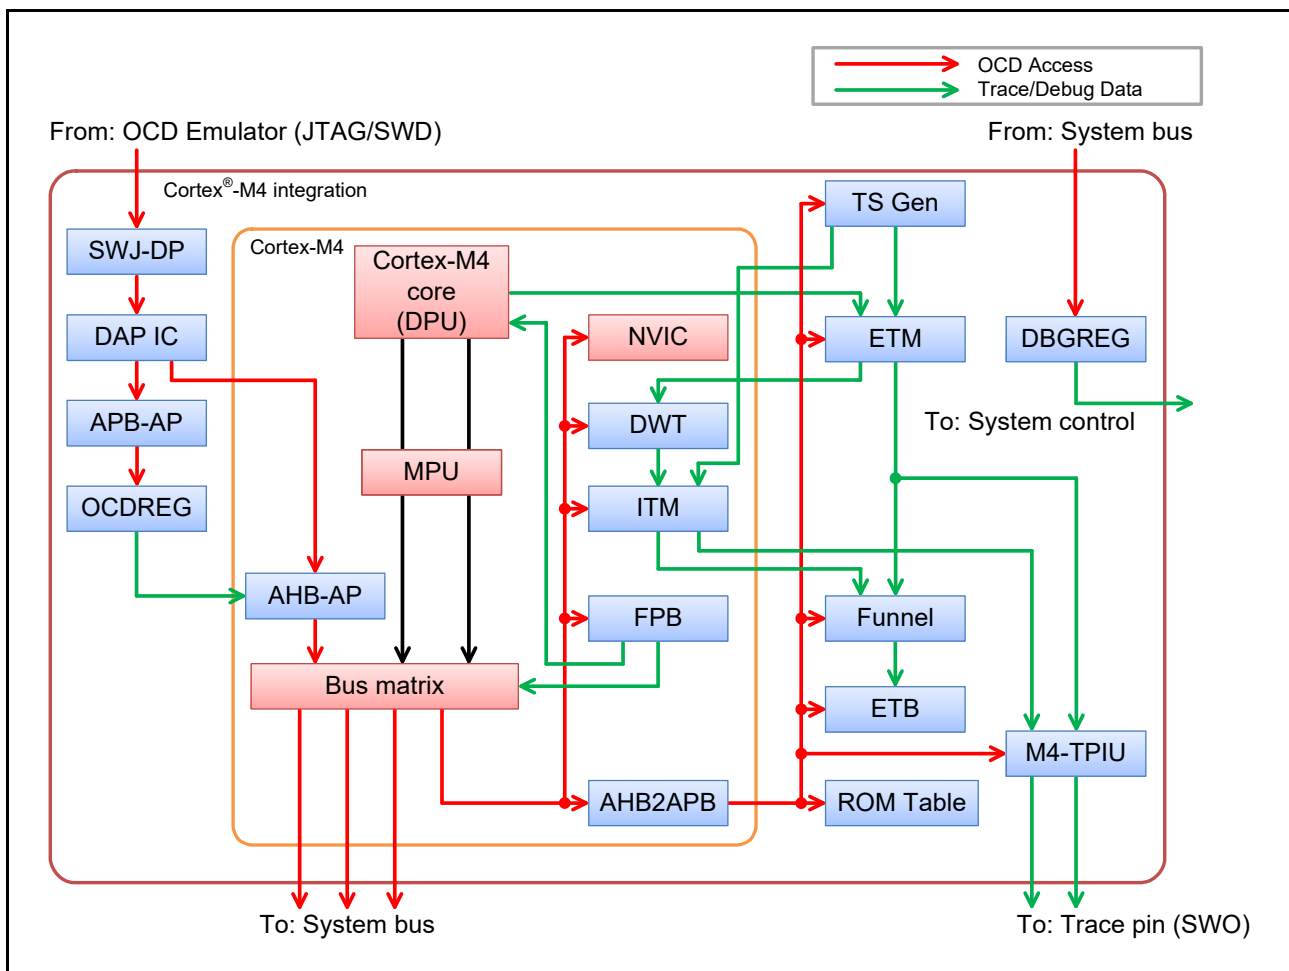 OCD Access
Trace/Debug Data
From: OCD Emulator (JTAG/SWD)
From: System bus
Cortex®-M4 integration
TS Gen
SWJ-DP
Cortex-M4
Cortex-M4
core
(DPU)
DAP IC
NVIC
ETM
DBGREG
APB-AP
DWT
To: System control
MPU
OCDREG
ITM
AHB-AP
FPB
Funnel
Bus matrix
ETB
M4-TPIU
AHB2APB
ROM Table
To: System bus
To: Trace pin (SWO)